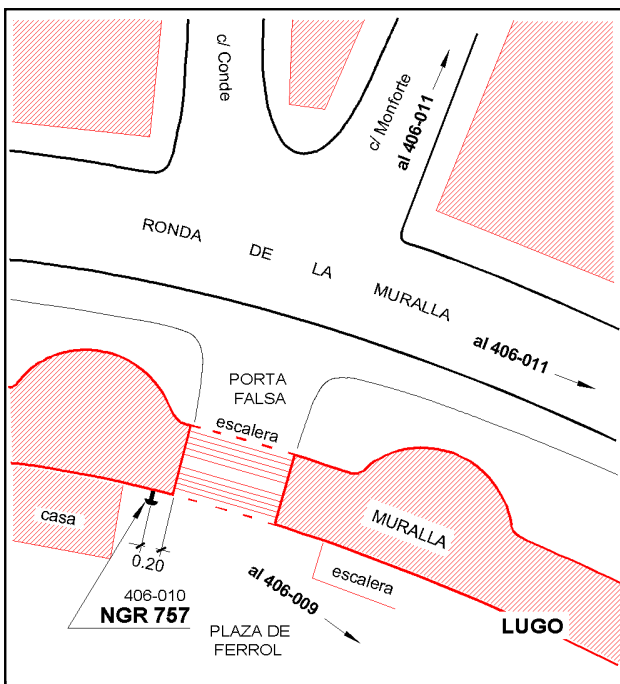 c/ Conde
c/ Monforte
al 406-011
RONDA DE LA MURALLA
al 406-011
PORTA
FALSA
escalera
casa
MURALLA
0.20
escalera
al 406-009
406-010
NGR 757
PLAZA DE
FERROL
LUGO